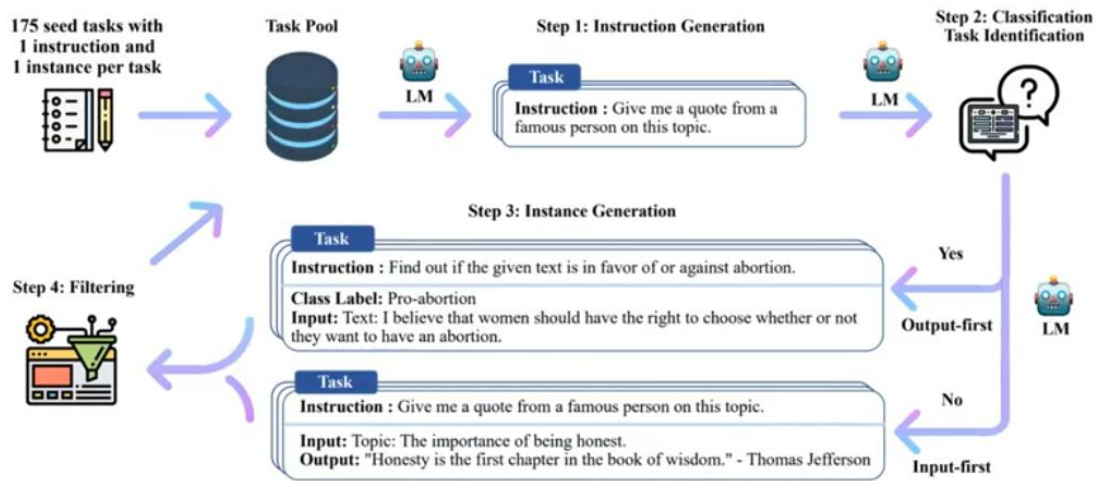 175 seed tasks with
1 instruction and
1 instance per task
Task Pool
LM
Step 1: Instruction Generation
Task
Instruction : Give me a quote from a
famous person on this topic.
LM
Step 2: Classification
Task Identification
Step 3: Instance Generation
Task
Instruction : Find out if the given text is in favor of or against abortion.
Class Label: Pro-abortion
Input: Text: I believe that women should have the right to choose whether or not
they want to have an abortion.
Yes
Output-first
LM
Step 4: Filtering
Task
Instruction : Give me a quote from a famous person on this topic.
Input: Topic: The importance of being honest.
Output: "Honesty is the first chapter in the book of wisdom." - Thomas Jefferson
No
Input-first